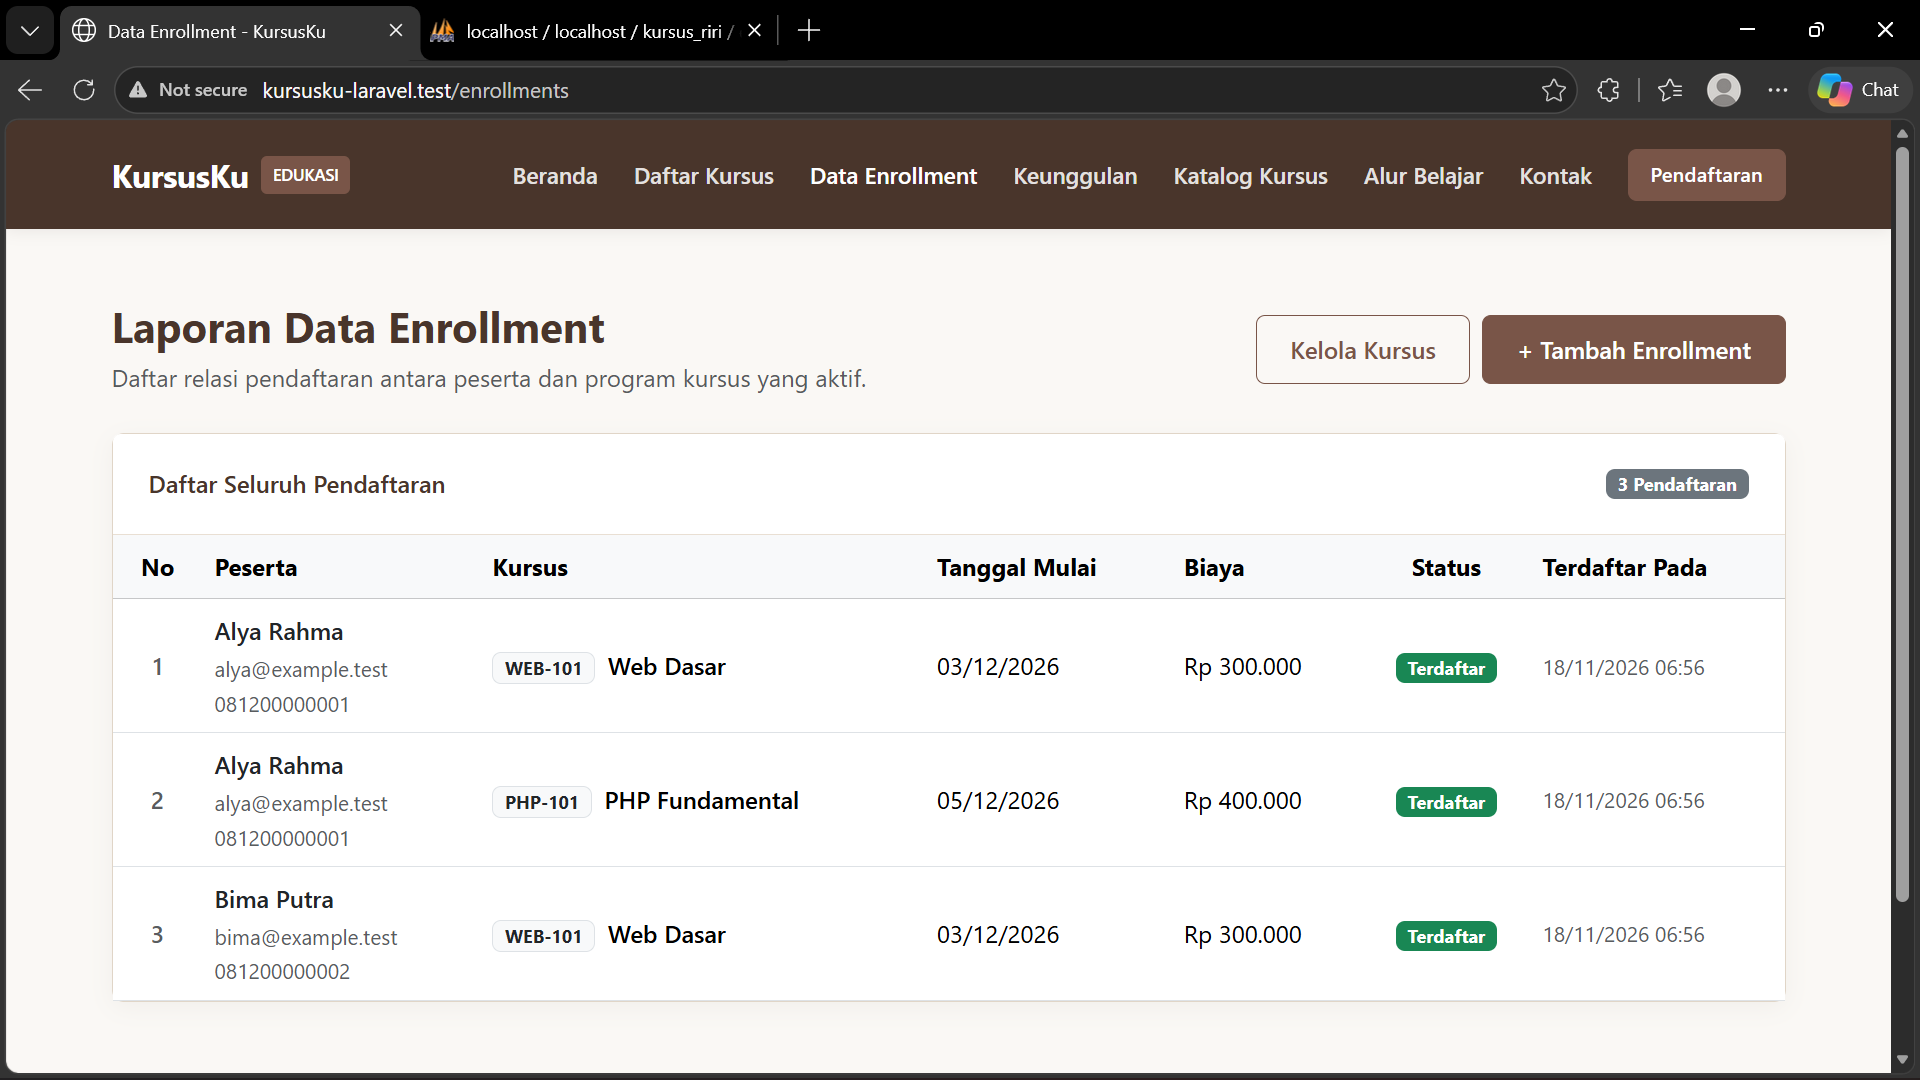 Data Enrollment - KursusKu
localhost / localhost / kursus_riri /
Not secure kursusku-laravel.test/enrollments
Chat
KursusKu EDUKASI Beranda Daftar Kursus Data Enrollment Keunggulan Katalog Kursus Alur Belajar Kontak Pendaftaran
Laporan Data Enrollment
Daftar relasi pendaftaran antara peserta dan program kursus yang aktif.
Kelola Kursus + Tambah Enrollment
Daftar Seluruh Pendaftaran 3 Pendaftaran
No Peserta Kursus Tanggal Mulai Biaya Status Terdaftar Pada
Alya Rahma
1 alya@example.test WEB-101 Web Dasar 03/12/2026 Rp 300.000 Terdaftar 18/11/2026 06:56
081200000001
Alya Rahma
2 alya@example.test PHP-101 PHP Fundamental 05/12/2026 Rp 400.000 Terdaftar 18/11/2026 06:56
081200000001
Bima Putra
3 bima@example.test WEB-101 Web Dasar 03/12/2026 Rp 300.000 Terdaftar 18/11/2026 06:56
081200000002